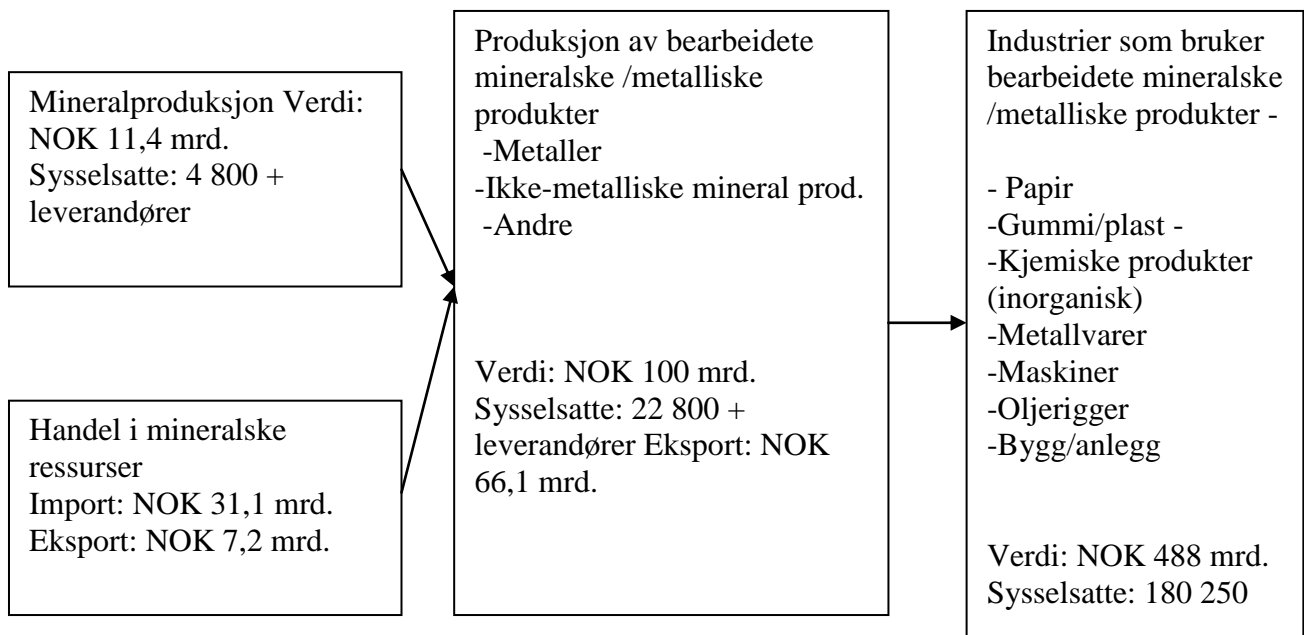 Mineralproduksjon Verdi:
NOK 11,4 mrd.
Sysselsatte: 4 800 +
leverandører
Handel i mineralske
ressurser
Import: NOK 31,1 mrd.
Eksport: NOK 7,2 mrd.
Produksjon av bearbeidete
mineralske /metalliske
produkter
-Metaller
-Ikke-metalliske mineral prod.
-Andre
Verdi: NOK 100 mrd.
Sysselsatte: 22 800 +
leverandører Eksport: NOK
66,1 mrd.
Industrier som bruker
bearbeidete mineralske
/metalliske produkter -
- Papir
-Gummi/plast -
-Kjemiske produkter
(inorganisk)
-Metallvarer
-Maskiner
-Oljerigger
-Bygg/anlegg
Verdi: NOK 488 mrd.
Sysselsatte: 180 250